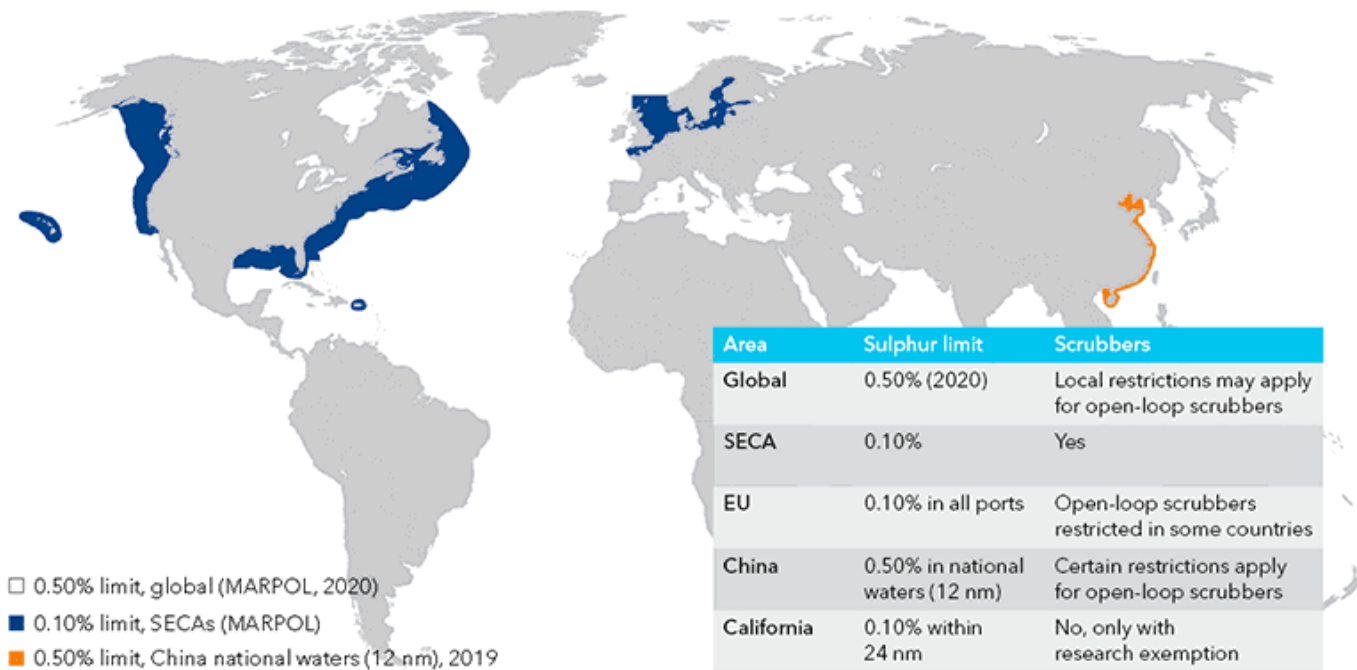 Area Sulphur limit Scrubbers
Global 0.50% (2020) Local restrictions may apply
for open-loop scrubbers
SECA 0.10% Yes
EU 0.10% in all ports Open-loop scrubbers
restricted in some countries
China 0.50% in national Certain restrictions apply
waters (12 nm) for open-loop scrubbers
California 0.10% within No, only with
24 nm research exemption
0.50% limit, global (MARPOL, 2020)
0.10% limit, SECAs (MARPOL)
0.50% limit, China national waters (12 nm), 2019